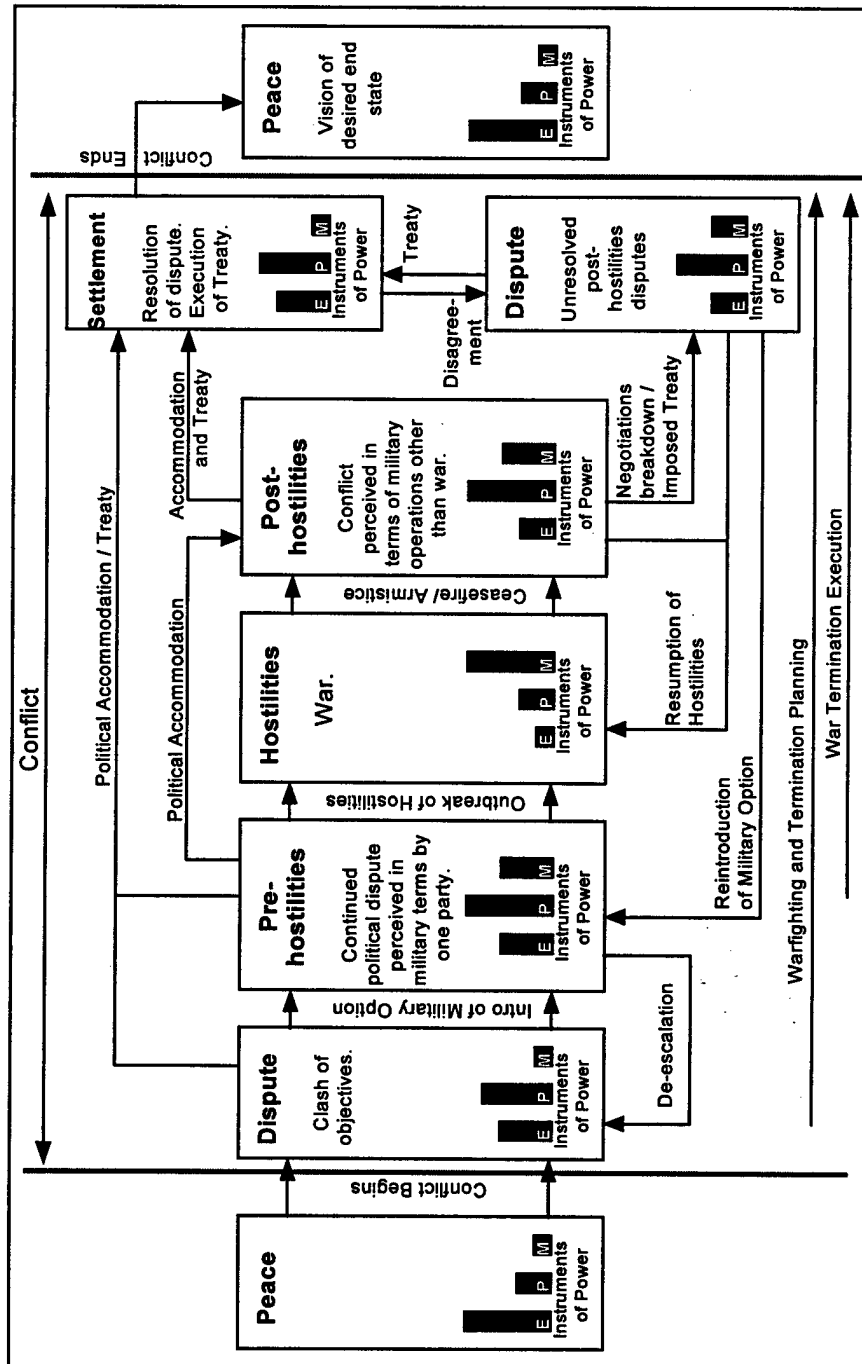 Conflict
Political Accommodation / Treaty
Political Accommodation
Accommodation
and Treaty
Conflict
Ends
Conflict Begins
Peace
E P M
Instruments
of Power
Dispute
Clash of
objectives.
E P M
Instruments
of Power
Intro of Military Option
Pre-
hostilities
Continued
political dispute
perceived in
military terms by
one party.
E P M
Instruments
of Power
Outbreak of Hostilities
Hostilities
War.
E P M
Instruments
of Power
Ceasefire/ Armistice
Post-
hostilities
Conflict
perceived in
terms of military
operations other
than war.
E P M
Instruments
of Power
Settlement
Resolution
of dispute.
Execution
of Treaty.
E P M
Instruments
of Power
Disagree-
ment
Treaty
Dispute
Unresolved
post-
hostilities
disputes
E P M
Instruments
of Power
Peace
Vision of
desired end
state
E P M
Instruments
of Power
De-escalation
Resumption of
Hostilities
Negotiations
breakdown /
Imposed Treaty
Reintroduction
of Military Option
Warfighting and Termination Planning
War Termination Execution